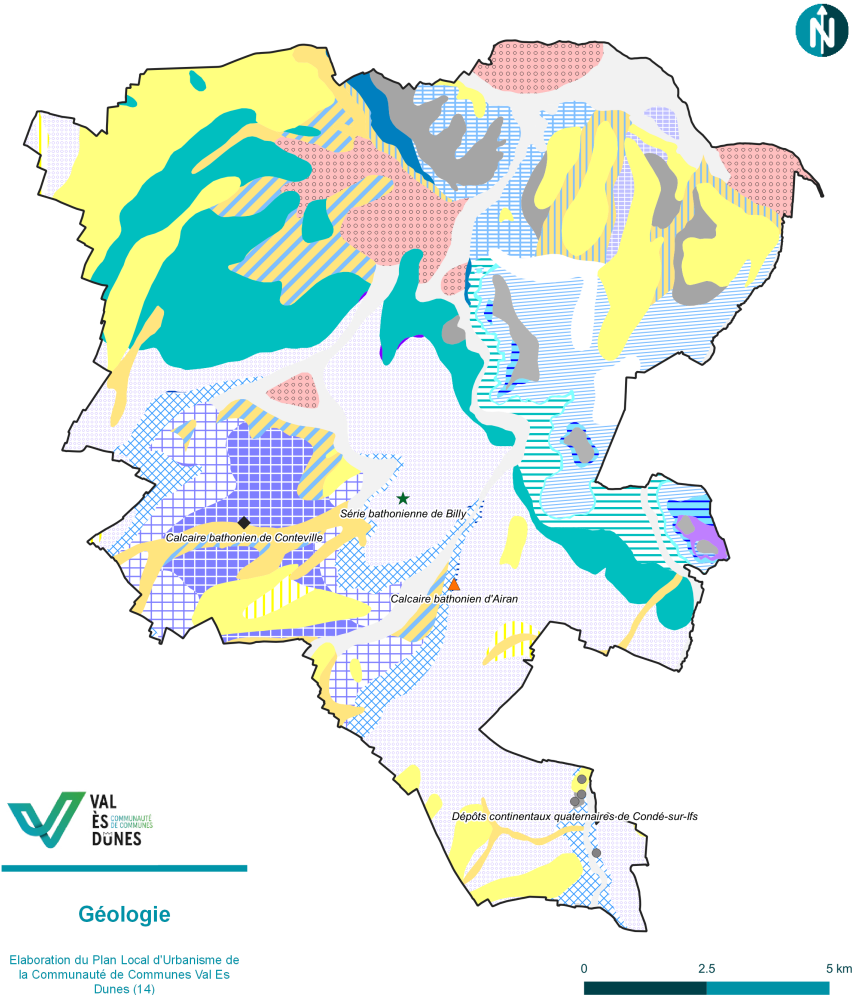 N
Série bathonienne de Billy
Calcaire bathonien de Conteville
Calcaire bathonien d'Airan
Dépôts continentaux quaternaires de Condé-sur-Ifs
VAL
ÈS
DUNES
COMMUNAUTÉ
DE COMMUNES
Géologie
Elaboration du Plan Local d'Urbanisme de
la Communauté de Communes Val Es
Dunes (14)
0 2.5 5 km